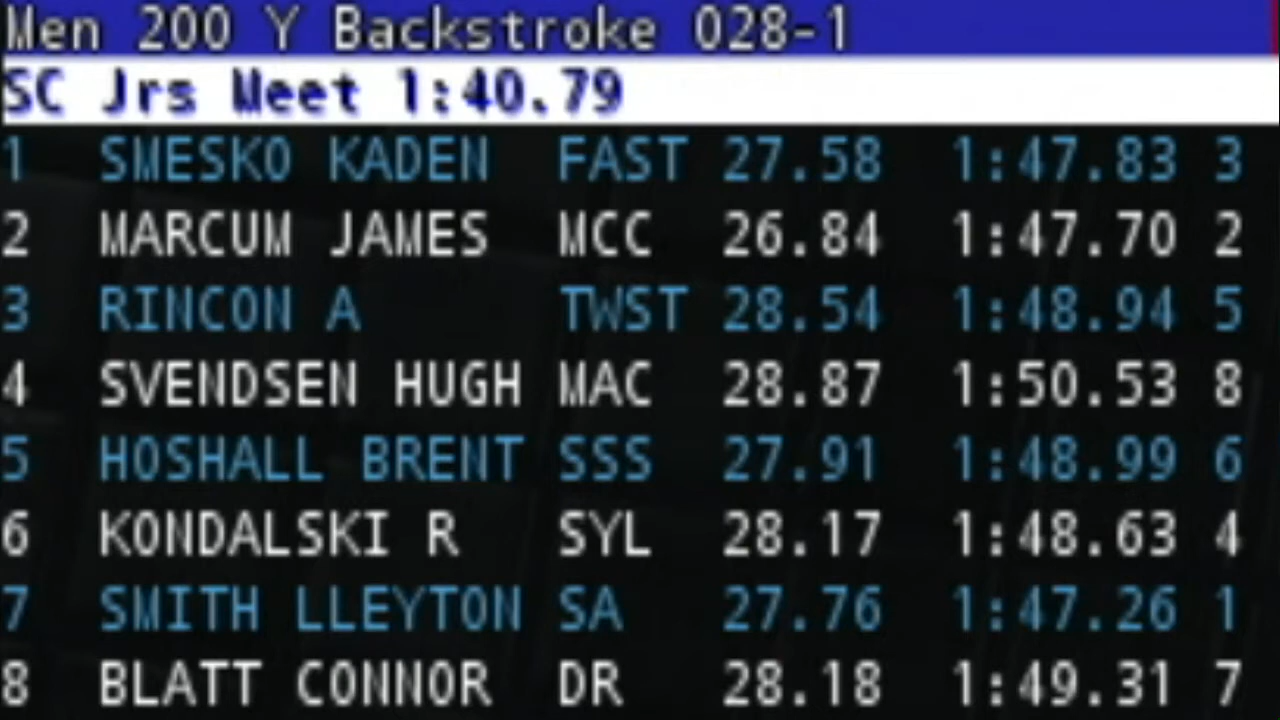 Men 200 Y Backstroke 028-1
SC Jrs Meet 1:40.79
1 SMESKO KADEN FAST 27.58 1:47.83 3
2 MARCUM JAMES MCC 26.84 1:47.70 2
3 RINCON A TWST 28.54 1:48.94 5
4 SVENDSEN HUGH MAC 28.87 1:50.53 8
5 HOSHALL BRENT SSS 27.91 1:48.99 6
6 KONDALSKI R SYL 28.17 1:48.63 4
7 SMITH LLEYTON SA 27.76 1:47.26 1
8 BLATT CONNOR DR 28.18 1:49.31 7